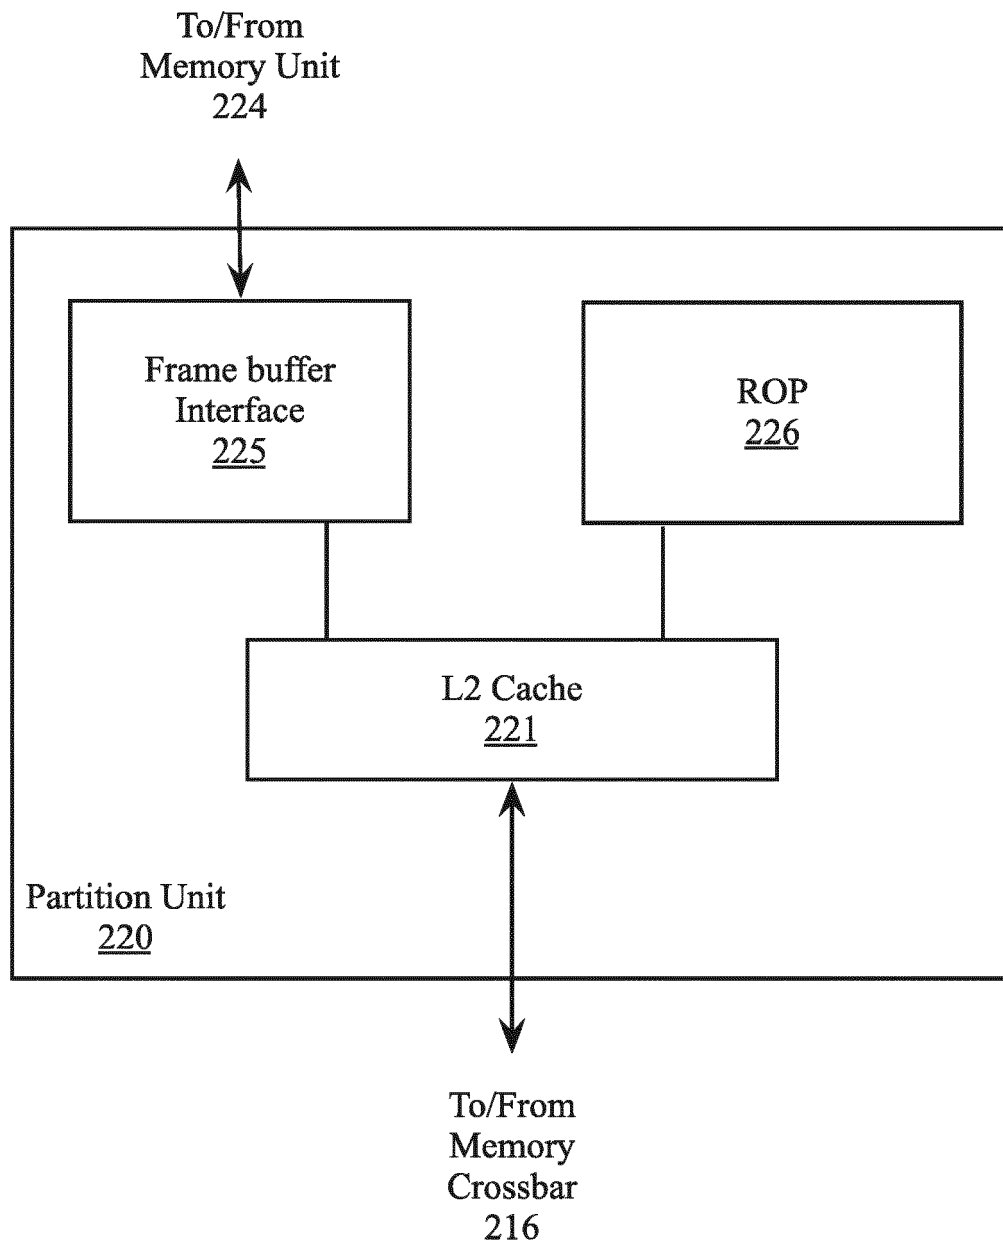 To/From
Memory Unit
224
Frame buffer
Interface
225
ROP
226
L2 Cache
221
Partition Unit
220
To/From
Memory
Crossbar
216